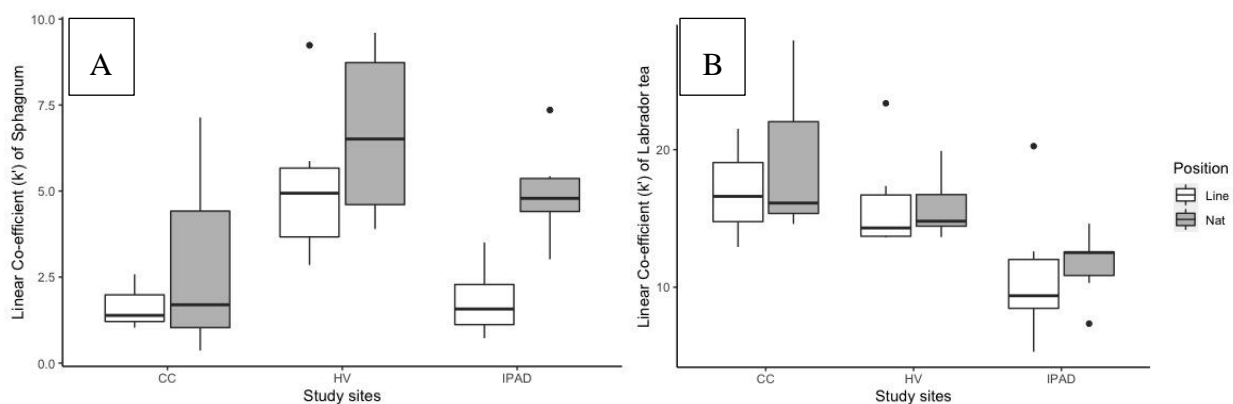 A
Linear Co-efficient (k') of Sphagnum
10.0
7.5
5.0
2.5
0.0
CC
HV
IPAD
Study sites
B
Linear Co-efficient (k') of Labrador tea
20
10
CC
HV
IPAD
Study sites
Position
Line
Nat